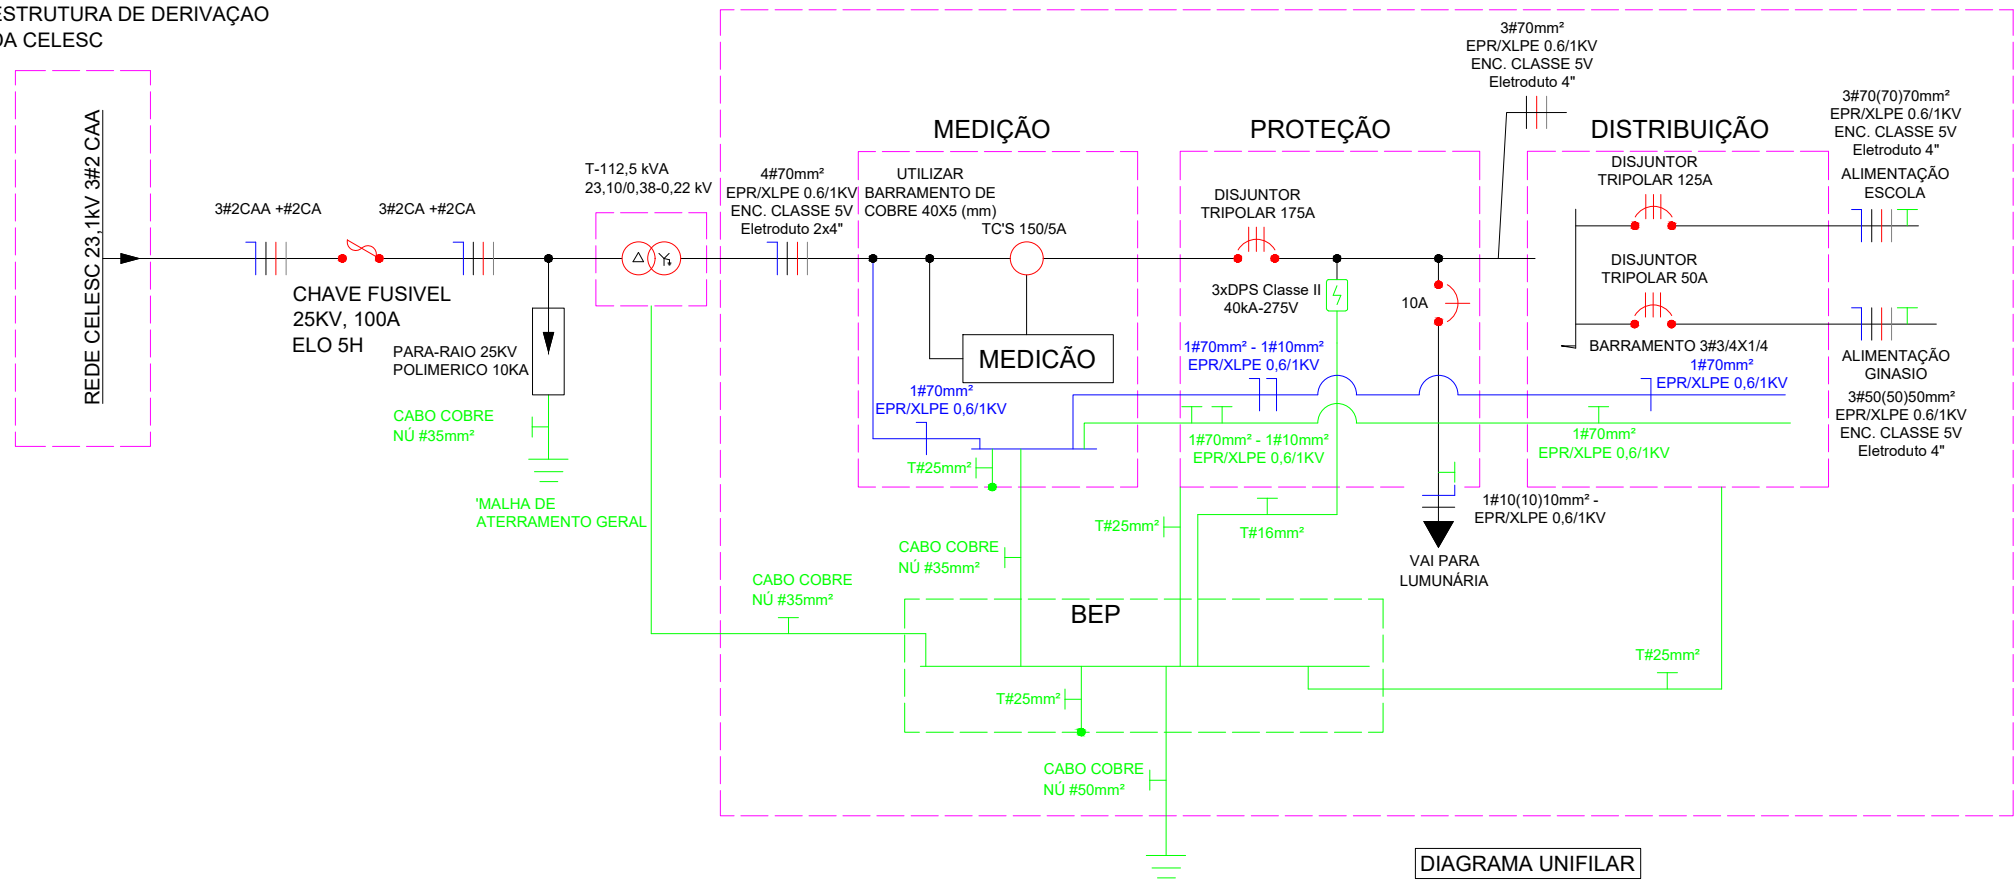 ESTRUTURA DE DERIVAÇAO
DA CELESC
REDE CELESC 23,1kV 3#2 CAA
3#2CAA +#2CA
CHAVE FUSIVEL
25KV, 100A
ELO 5H
3#2CA +#2CA
PARA-RAIO 25KV
POLIMERICO 10KA
CABO COBRE
NÚ #35mm²
'MALHA DE
ATERRAMENTO GERAL
T-112,5 kVA
23,10/0,38-0,22 kV
4#70mm²
EPR/XLPE 0.6/1KV
ENC. CLASSE 5V
Eletroduto 2x4"
MEDIÇÃO
UTILIZAR
BARRAMENTO DE
COBRE 40X5 (mm)
TC'S 150/5A
MEDICÃO
1#70mm²
EPR/XLPE 0,6/1KV
T#25mm²
PROTEÇÃO
DISJUNTOR
TRIPOLAR 175A
3xDPS Classe II
40kA-275V
10A
1#70mm² - 1#10mm²
EPR/XLPE 0,6/1KV
1#70mm² - 1#10mm²
EPR/XLPE 0,6/1KV
3#70mm²
EPR/XLPE 0.6/1KV
ENC. CLASSE 5V
Eletroduto 4"
DISTRIBUIÇÃO
DISJUNTOR
TRIPOLAR 125A
DISJUNTOR
TRIPOLAR 50A
BARRAMENTO 3#3/4X1/4
1#70mm²
EPR/XLPE 0,6/1KV
1#70mm²
EPR/XLPE 0,6/1KV
3#70(70)70mm²
EPR/XLPE 0.6/1KV
ENC. CLASSE 5V
Eletroduto 4"
ALIMENTAÇÃO
ESCOLA
ALIMENTAÇÃO
GINASIO
3#50(50)50mm²
EPR/XLPE 0.6/1KV
ENC. CLASSE 5V
Eletroduto 4"
1#10(10)10mm² -
EPR/XLPE 0,6/1KV
VAI PARA
LUMUNÁRIA
T#25mm²
T#16mm²
CABO COBRE
NÚ #35mm²
CABO COBRE
NÚ #35mm²
BEP
T#25mm²
T#25mm²
CABO COBRE
NÚ #50mm²
DIAGRAMA UNIFILAR